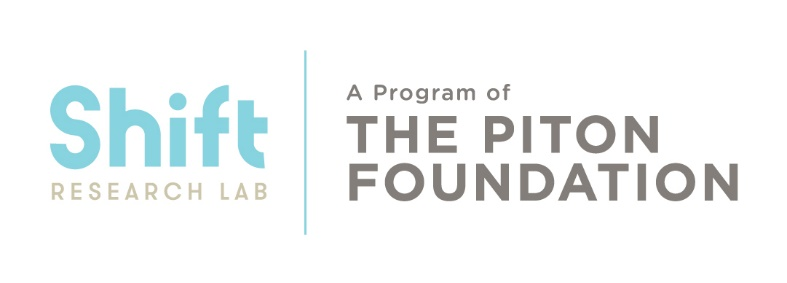 Shift
RESEARCH LAB
A Program of
THE PITON
FOUNDATION